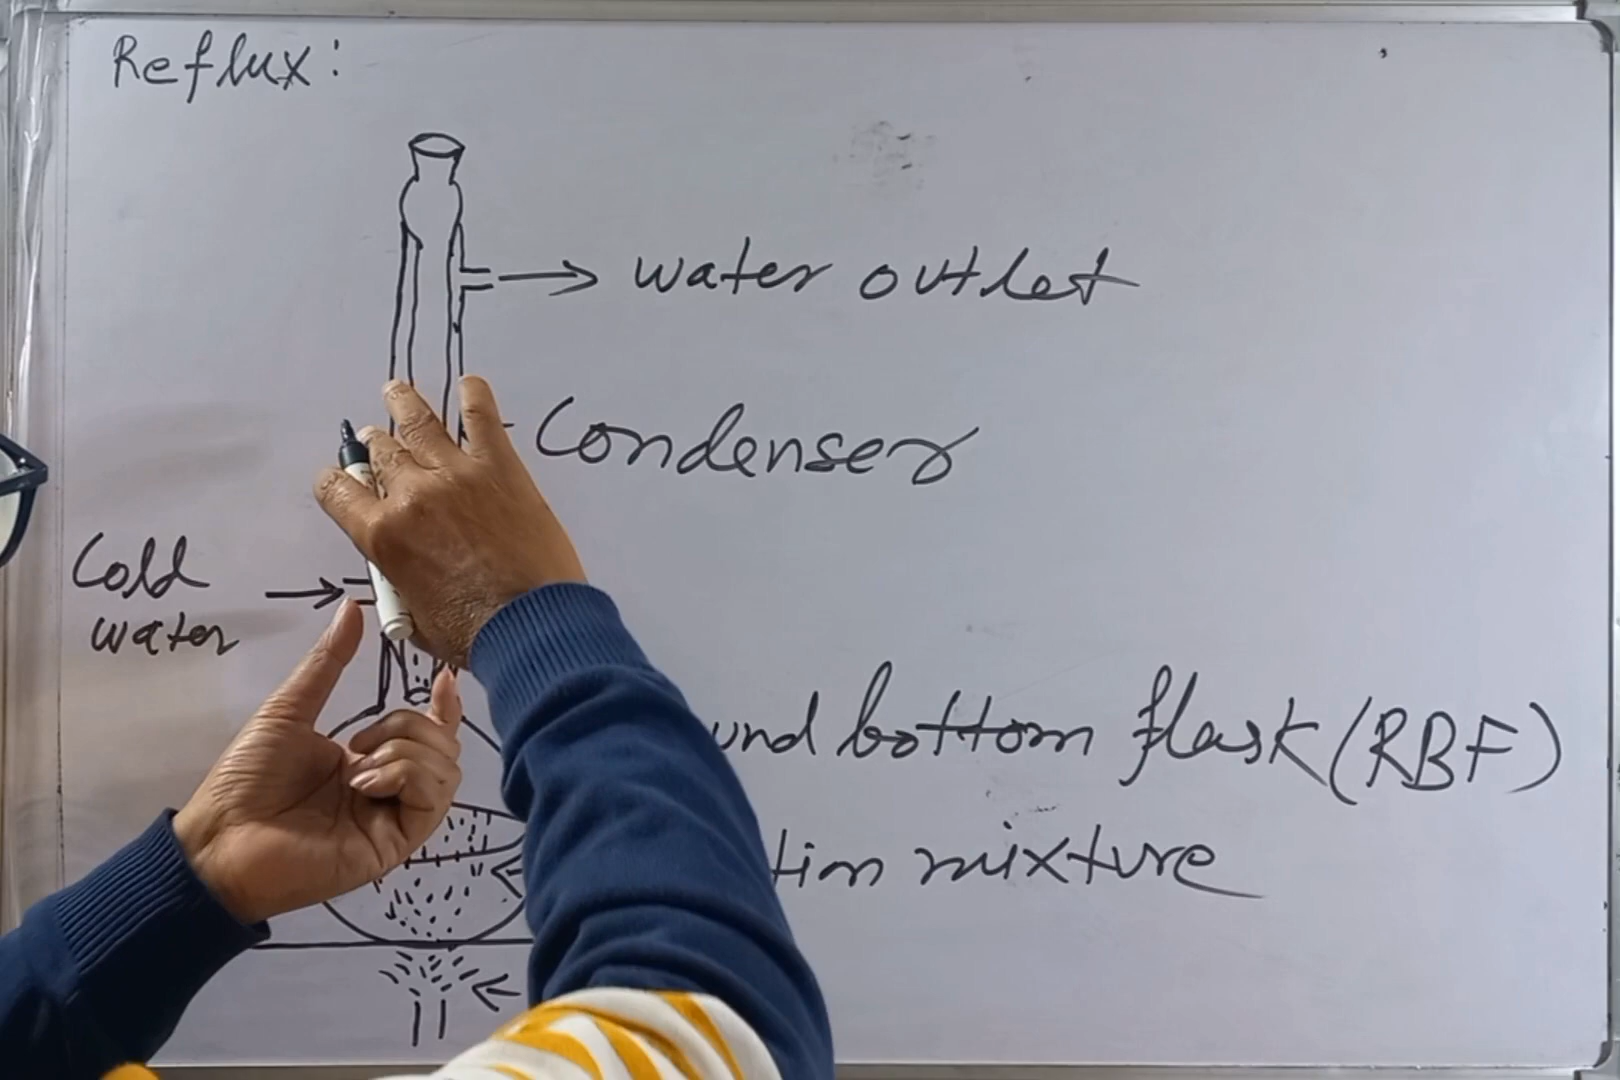 Reflux:
water outlet
Condenser
Cold
water
und bottom flask (RBF)
tion mixture